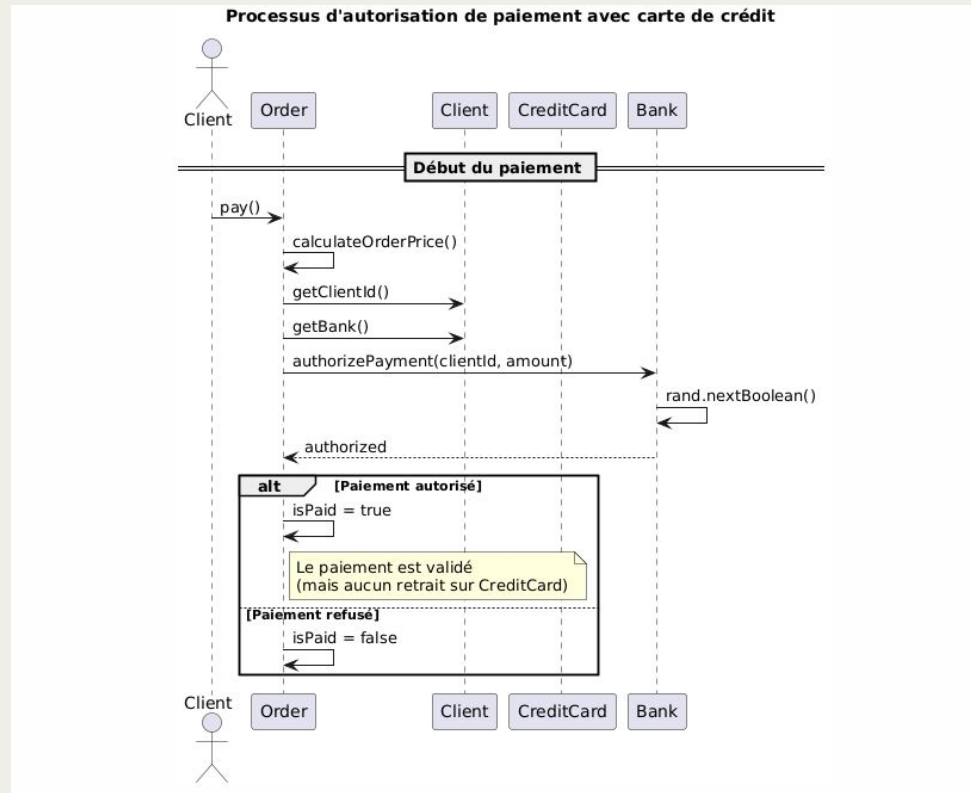 Processus d'autorisation de paiement avec carte de crédit
Client
Order
Client
CreditCard
Bank
Début du paiement
pay()
calculateOrderPrice()
getClientId()
getBank()
authorizePayment(clientId, amount)
rand.nextBoolean()
authorized
alt
[Paiement autorisé]
isPaid = true
Le paiement est validé
(mais aucun retrait sur CreditCard)
[Paiement refusé]
isPaid = false
Client
Order
Client
CreditCard
Bank